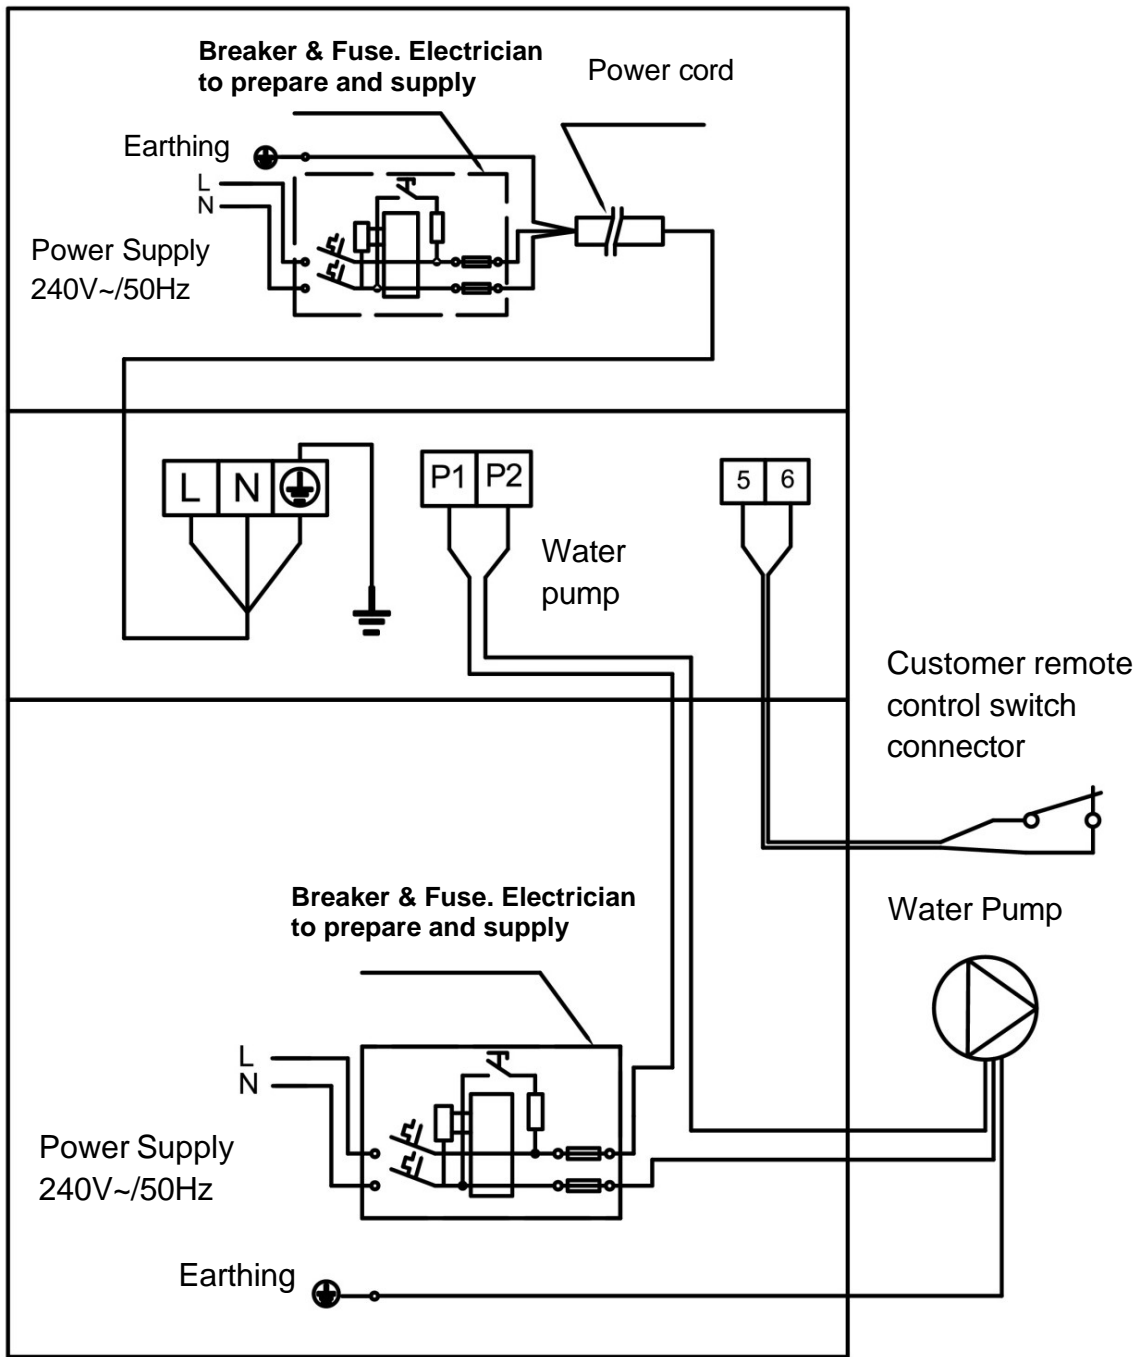 Breaker & Fuse. Electrician
to prepare and supply
Power cord
Earthing
L
N
Power Supply
240V~/50Hz
L N
P1 P2
5 6
Water
pump
Customer remote
control switch
connector
Breaker & Fuse. Electrician
to prepare and supply
Water Pump
L
N
Power Supply
240V~/50Hz
Earthing